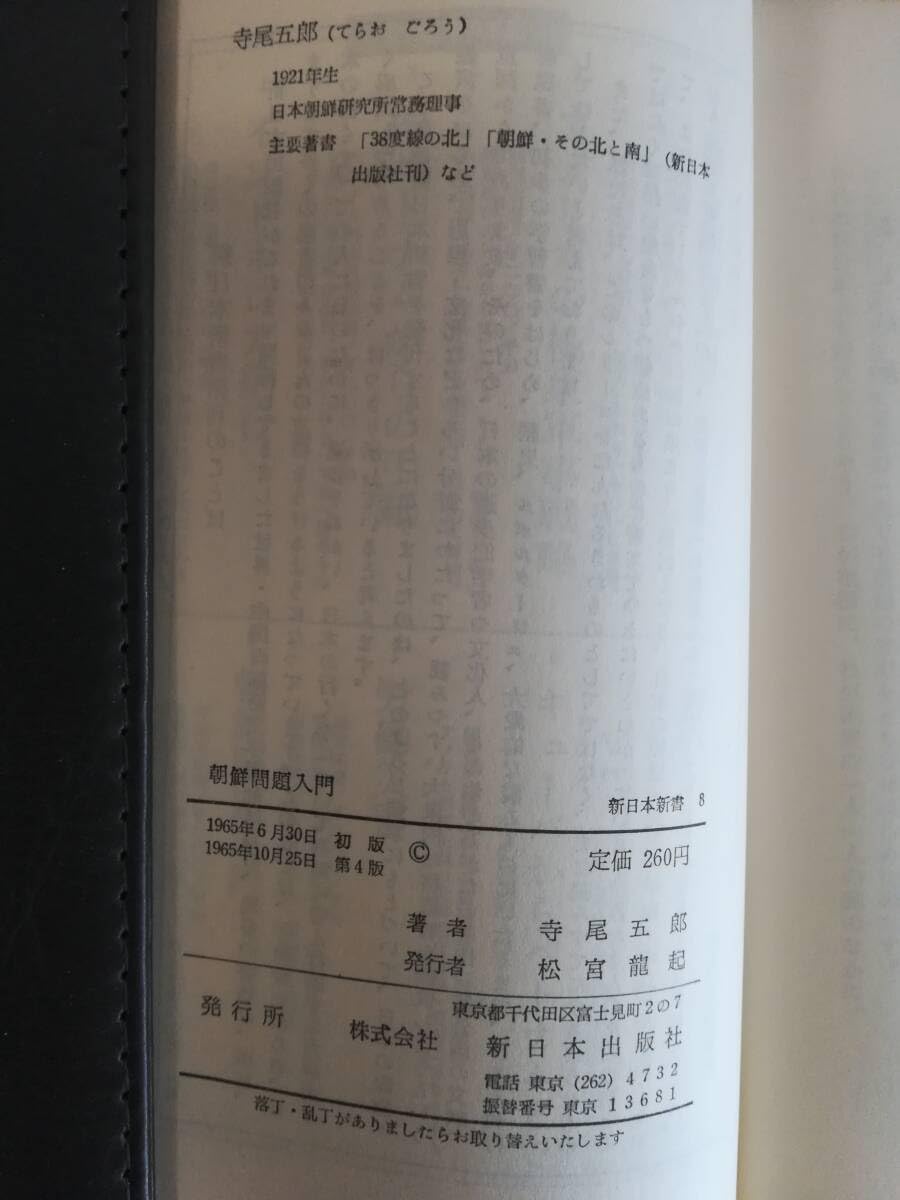 寺尾五郎(てらお ごろう)
1921年生
日本朝鮮研究所常務理事
主要著書 「38度線の北」「朝鮮・その北と南」(新日本
出版社刊)など
朝鮮問題入門
新日本新書 8
1965年6月30日 初版
1965年10月25日 第4版
©
定価 260円
著者 寺尾五郎
発行者 松宮龍起
東京都千代田区富士見町2の7
発行所 株式会社 新日本出版社
電話 東京 (262) 4732
振替番号 東京 13681
落丁・乱丁がありましたらお取り替えいたします